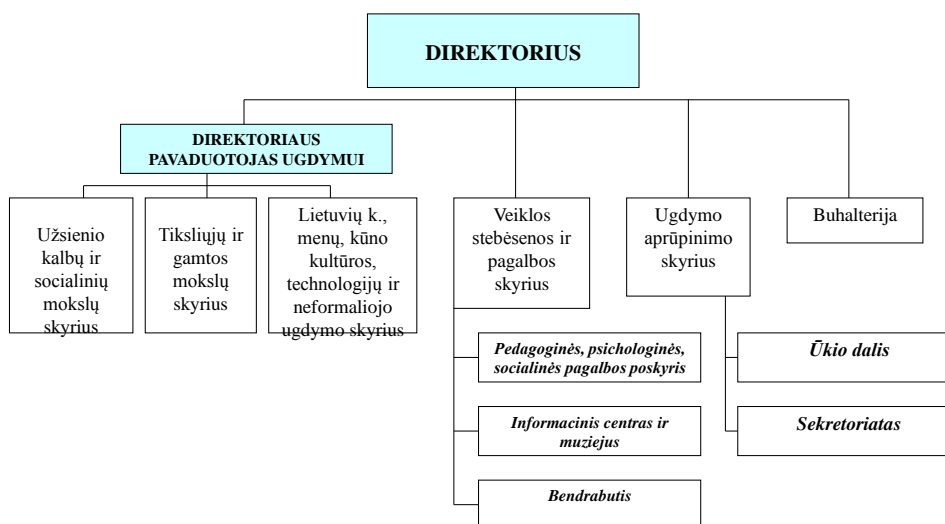 DIREKTORIUS
DIREKTORIAUS
PAVADUOTOJAS UGDYMUI
Užsienio
kalbų ir
socialinių
mokslų
skyrius
Tiksliųjų ir
gamtos
mokslų
skyrius
Lietuvių k.,
menų, kūno
kultūros,
technologijų ir
neformaliojo
ugdymo skyrius
Veiklos
stebėsenos ir
pagalbos
skyrius
Ugdymo
aprūpinimo
skyrius
Buhalterija
Pedagoginės, psichologinės,
socialinės pagalbos poskyris
Informacinis centras ir
muziejus
Bendrabutis
Ūkio dalis
Sekretoriatas